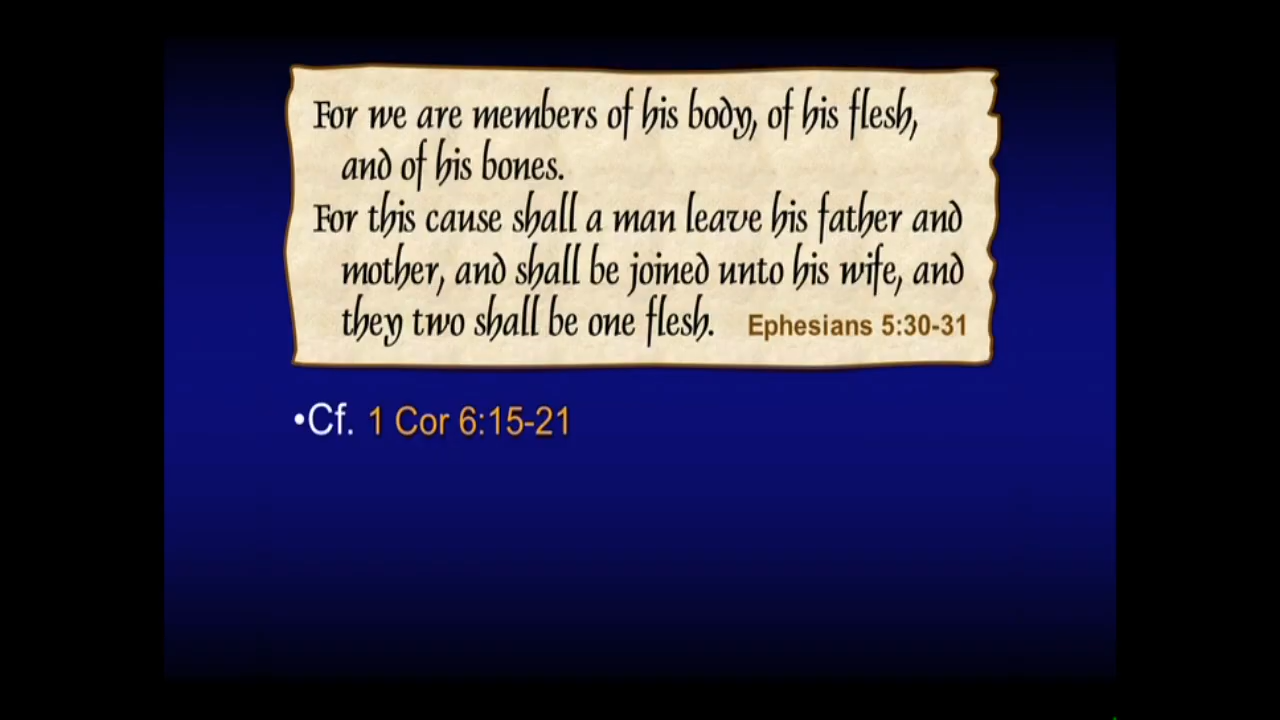 For we are members of his body, of his flesh,
and of his bones.
For this cause shall a man leave his father and
mother, and shall be joined unto his wife, and
they two shall be one flesh. Ephesians 5:30-31
•Cf. 1 Cor 6:15-21